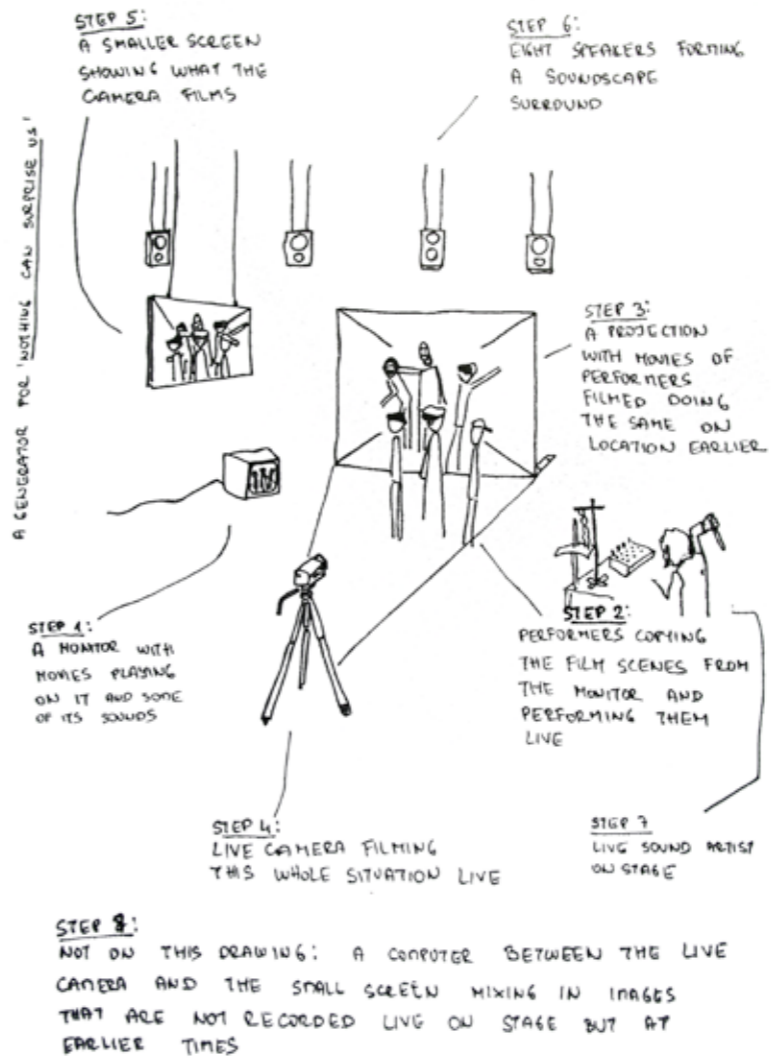 STEP 5:
A SMALLER SCREEN
SHOWING WHAT THE
CAMERA FILMS
STEP 6:
EIGHT SPEAKERS FORMING
A SOUNDSCAPE
SURROUND
A GENERATOR FOR 'NOTHING CAN SURPRISE US'
STEP 3:
A PROJECTION
WITH MOVIES OF
PERFORMERS
FILMED DOING
THE SAME ON
LOCATION EARLIER
STEP 1:
A MONITOR WITH
MOVIES PLAYING
ON IT AND SOME
OF ITS SOUNDS
STEP 2:
PERFORMERS COPYING
THE FILM SCENES FROM
THE MONITOR AND
PERFORMING THEM
LIVE
STEP 4:
LIVE CAMERA FILMING
THIS WHOLE SITUATION LIVE
STEP 7
LIVE SOUND ARTIST
ON STAGE
STEP 8:
NOT ON THIS DRAWING: A COMPUTER BETWEEN THE LIVE
CAMERA AND THE SMALL SCREEN MIXING IN IMAGES
THAT ARE NOT RECORDED LIVE ON STAGE BUT AT
EARLIER TIMES